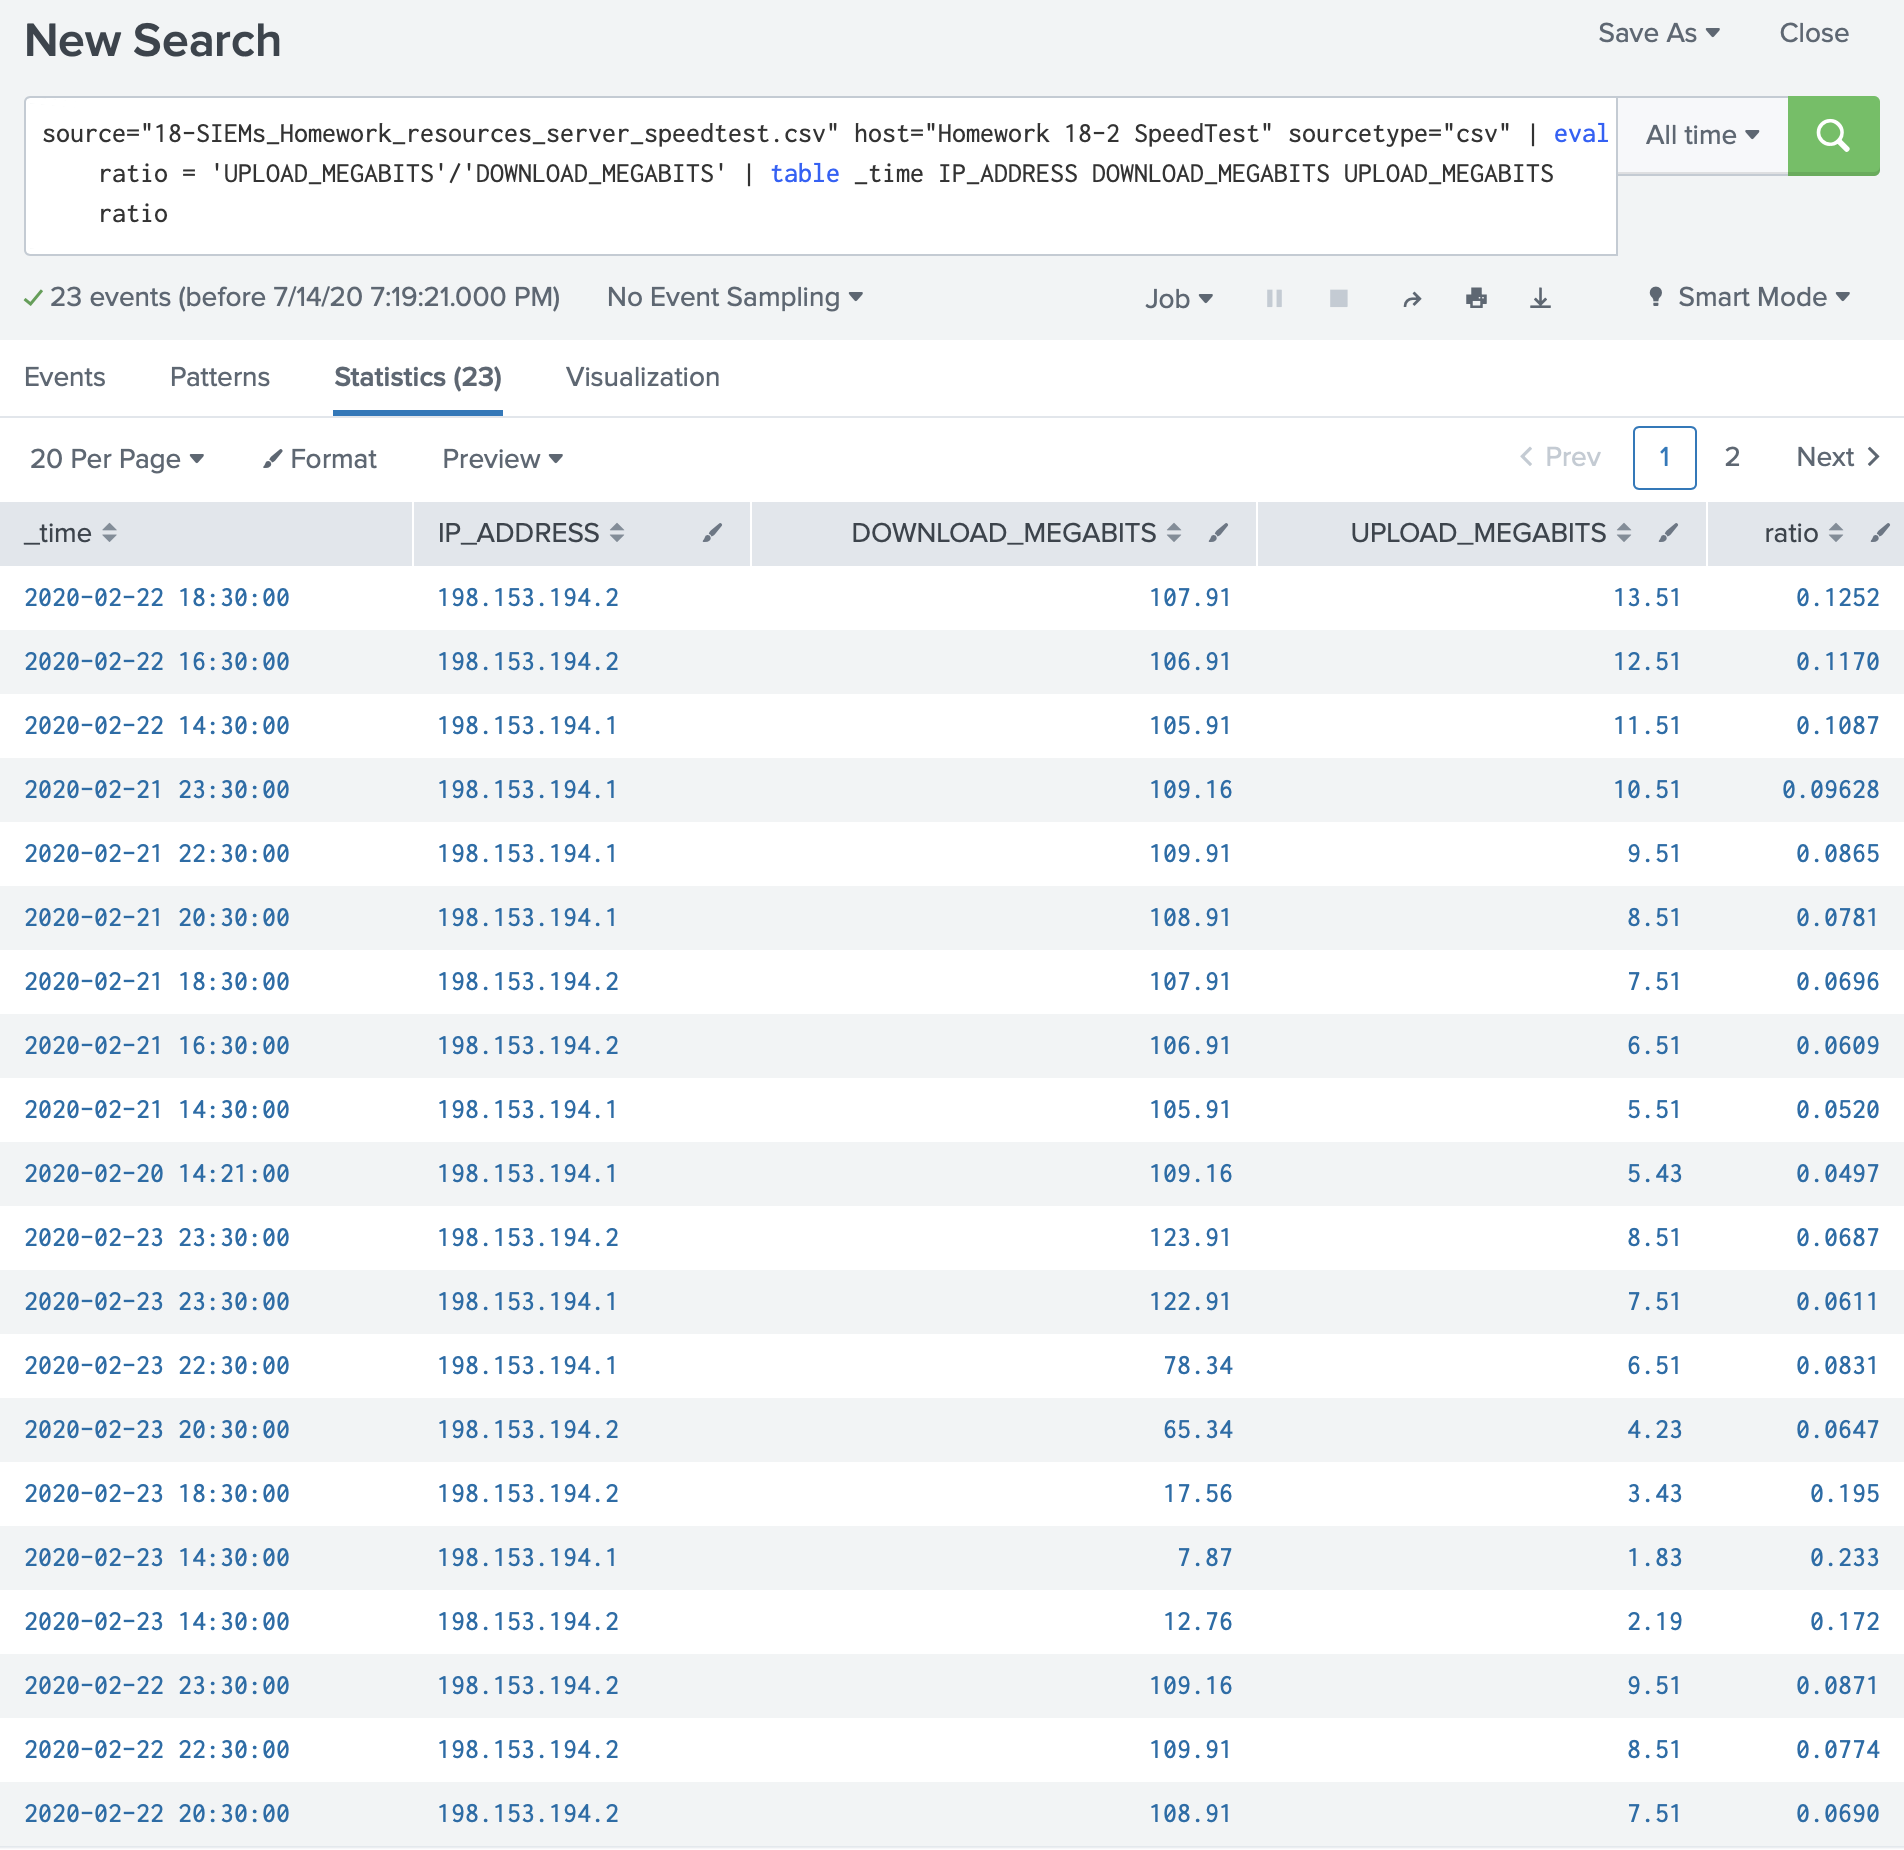 New Search
Save As Close
source="18-SIEMs_Homework_resources_server_speedtest.csv" host="Homework 18-2 SpeedTest" sourcetype="csv" | eval
ratio = 'UPLOAD_MEGABITS'/'DOWNLOAD_MEGABITS' | table _time IP_ADDRESS DOWNLOAD_MEGABITS UPLOAD_MEGABITS
ratio
All time
23 events (before 7/14/20 7:19:21.000 PM) No Event Sampling Job Smart Mode
Events Patterns Statistics (23) Visualization
20 Per Page Format Preview Prev 1 2 Next
_time IP_ADDRESS DOWNLOAD_MEGABITS UPLOAD_MEGABITS ratio
2020-02-22 18:30:00 198.153.194.2 107.91 13.51 0.1252
2020-02-22 16:30:00 198.153.194.2 106.91 12.51 0.1170
2020-02-22 14:30:00 198.153.194.1 105.91 11.51 0.1087
2020-02-21 23:30:00 198.153.194.1 109.16 10.51 0.09628
2020-02-21 22:30:00 198.153.194.1 109.91 9.51 0.0865
2020-02-21 20:30:00 198.153.194.1 108.91 8.51 0.0781
2020-02-21 18:30:00 198.153.194.2 107.91 7.51 0.0696
2020-02-21 16:30:00 198.153.194.2 106.91 6.51 0.0609
2020-02-21 14:30:00 198.153.194.1 105.91 5.51 0.0520
2020-02-20 14:21:00 198.153.194.1 109.16 5.43 0.0497
2020-02-23 23:30:00 198.153.194.2 123.91 8.51 0.0687
2020-02-23 23:30:00 198.153.194.1 122.91 7.51 0.0611
2020-02-23 22:30:00 198.153.194.1 78.34 6.51 0.0831
2020-02-23 20:30:00 198.153.194.2 65.34 4.23 0.0647
2020-02-23 18:30:00 198.153.194.2 17.56 3.43 0.195
2020-02-23 14:30:00 198.153.194.1 7.87 1.83 0.233
2020-02-23 14:30:00 198.153.194.2 12.76 2.19 0.172
2020-02-22 23:30:00 198.153.194.2 109.16 9.51 0.0871
2020-02-22 22:30:00 198.153.194.2 109.91 8.51 0.0774
2020-02-22 20:30:00 198.153.194.2 108.91 7.51 0.0690